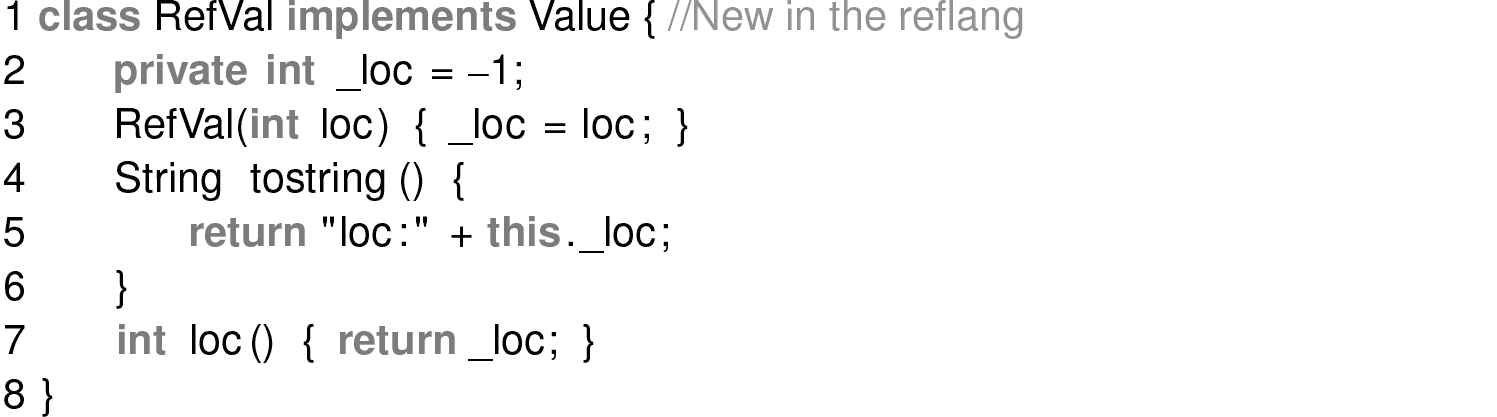 1 class RefVal implements Value { //New in the reflang
2 private int _loc = –1;
3 RefVal(int loc) { _loc = loc; }
4 String tostring () {
5 return "loc:" + this._loc;
6 }
7 int loc () { return _loc; }
8 }